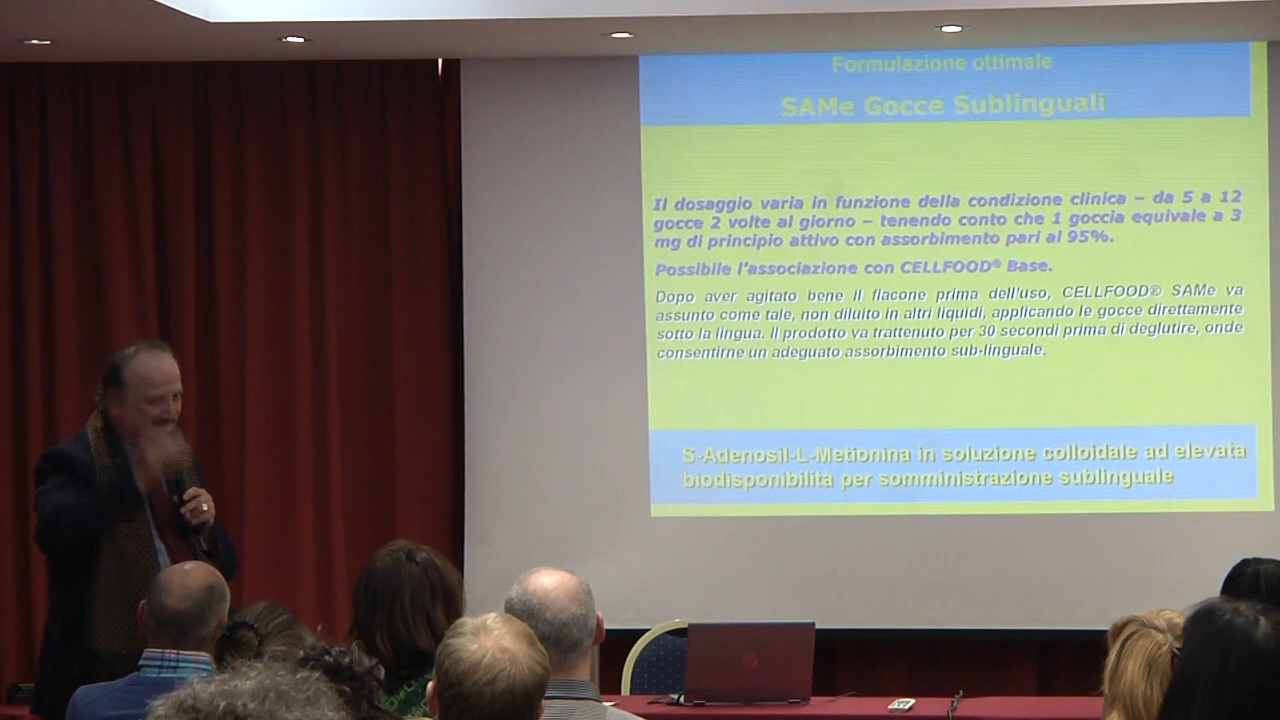 Formulazione ottimale
SAMe Gocce Sublinguali
Il dosaggio varia in funzione della condizione clinica – da 5 a 12
gocce 2 volte al giorno – tenendo conto che 1 goccia equivale a 3
mg di principio attivo con assorbimento pari al 95%.
Possibile l'associazione con CELLFOOD® Base.
Dopo aver agitato bene il flacone prima dell'uso, CELLFOOD® SAMe va
assunto come tale, non diluito in altri liquidi, applicando le gocce direttamente
sotto la lingua. Il prodotto va trattenuto per 30 secondi prima di deglutire, onde
consentirne un adeguato assorbimento sub-linguale.
S-Adenosil-L-Metionina in soluzione colloidale ad elevata
biodisponibilità per somministrazione sublinguale